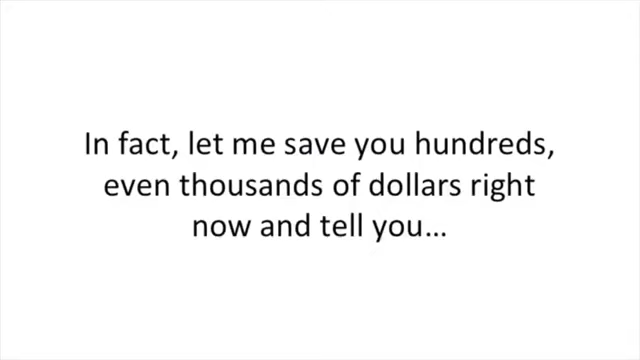 In fact, let me save you hundreds,
even thousands of dollars right
now and tell you...